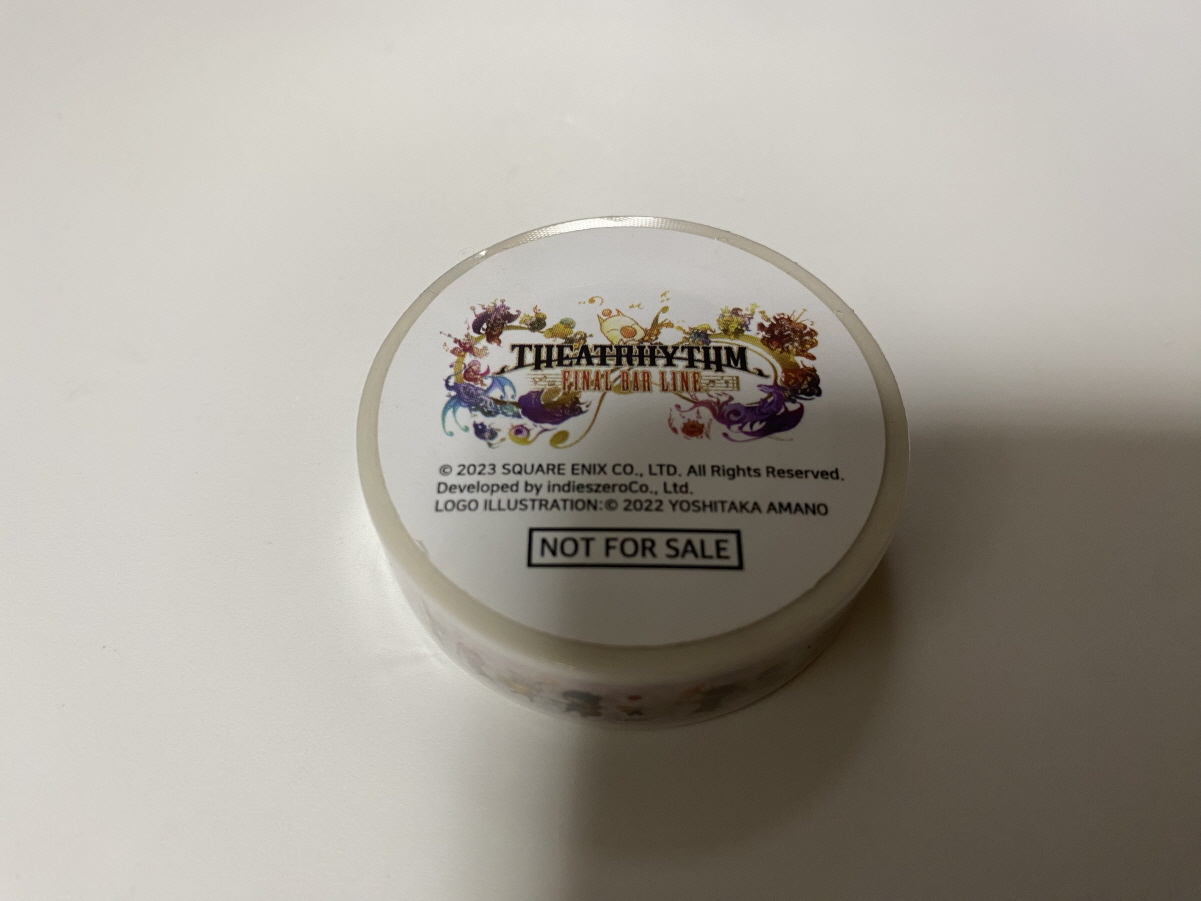 THEATRHYTHM
FINAL BAR LINE
© 2023 SQUARE ENIX CO., LTD. All Rights Reserved.
Developed by indieszeroCo., Ltd.
LOGO ILLUSTRATION:© 2022 YOSHITAKA AMANO
NOT FOR SALE